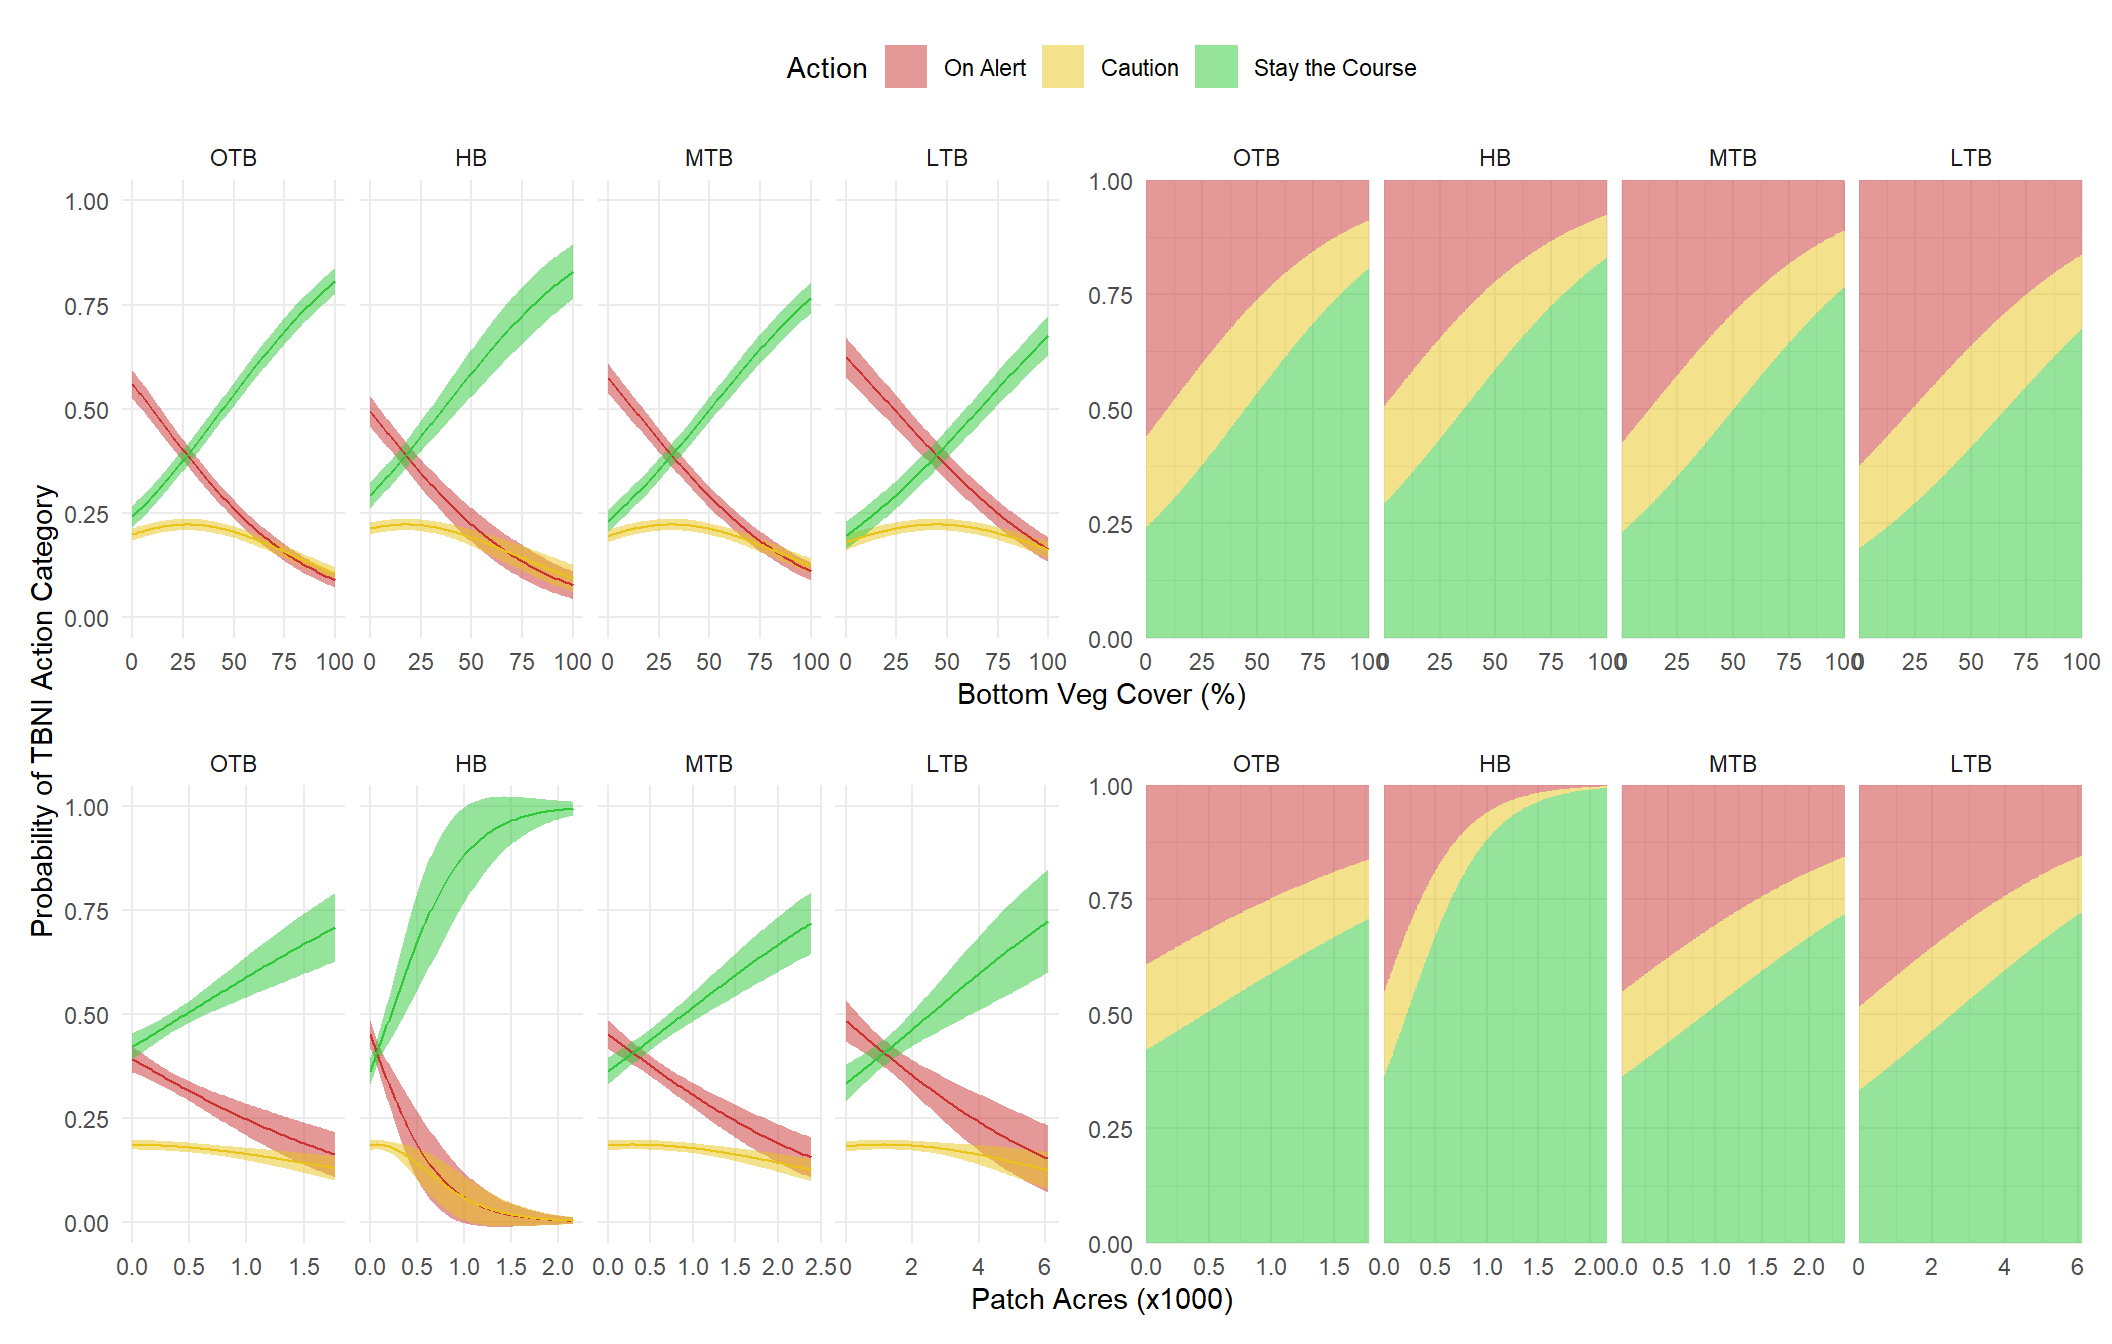 Action On Alert Caution Stay the Course
OTB HB MTB LTB OTB HB MTB LTB
1.00
0.75
0.50
0.25
0.00
1.00
0.75
0.50
0.25
0.00
0 25 50 75 100 0 25 50 75 100 0 25 50 75 100 0 25 50 75 100 0 25 50 75 100 0 25 50 75 100 0 25 50 75 100 0 25 50 75 100
Bottom Veg Cover (%)
Probability of TBNI Action Category
OTB HB MTB LTB OTB HB MTB LTB
1.00
0.75
0.50
0.25
0.00
1.00
0.75
0.50
0.25
0.00
0.0 0.5 1.0 1.5 0.0 0.5 1.0 1.5 2.0 0.0 0.5 1.0 1.5 2.0 2.5 0 2 4 6 0.0 0.5 1.0 1.5 0.0 0.5 1.0 1.5 2.0 0.0 0.5 1.0 1.5 2.0 0 2 4 6
Patch Acres (x1000)